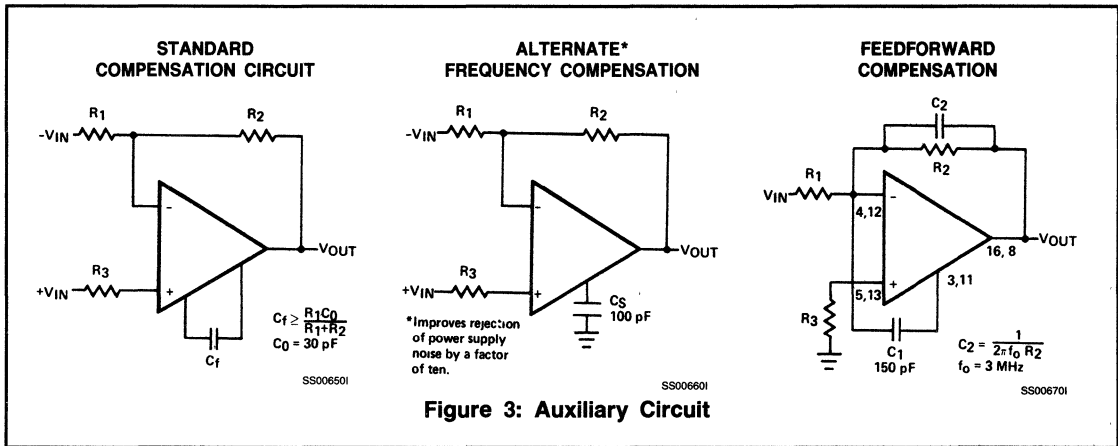 STANDARD
COMPENSATION CIRCUIT
R1
R2
-VIN
-
VOUT
R3
+VIN
+
Cf
Cf ≥ R1C0
R1+R2
C0 = 30 pF
SS00650I
ALTERNATE*
FREQUENCY COMPENSATION
R1
R2
-VIN
-
VOUT
R3
+VIN
+
CS
100 pF
*Improves rejection
of power supply
noise by a factor
of ten.
SS00660I
FEEDFORWARD
COMPENSATION
C2
R2
R1
VIN
-
4,12
VOUT
16, 8
3,11
+
5,13
R3
C1
150 pF
C2 = 1
2π fo R2
fo = 3 MHz
SS00670I
Figure 3: Auxiliary Circuit